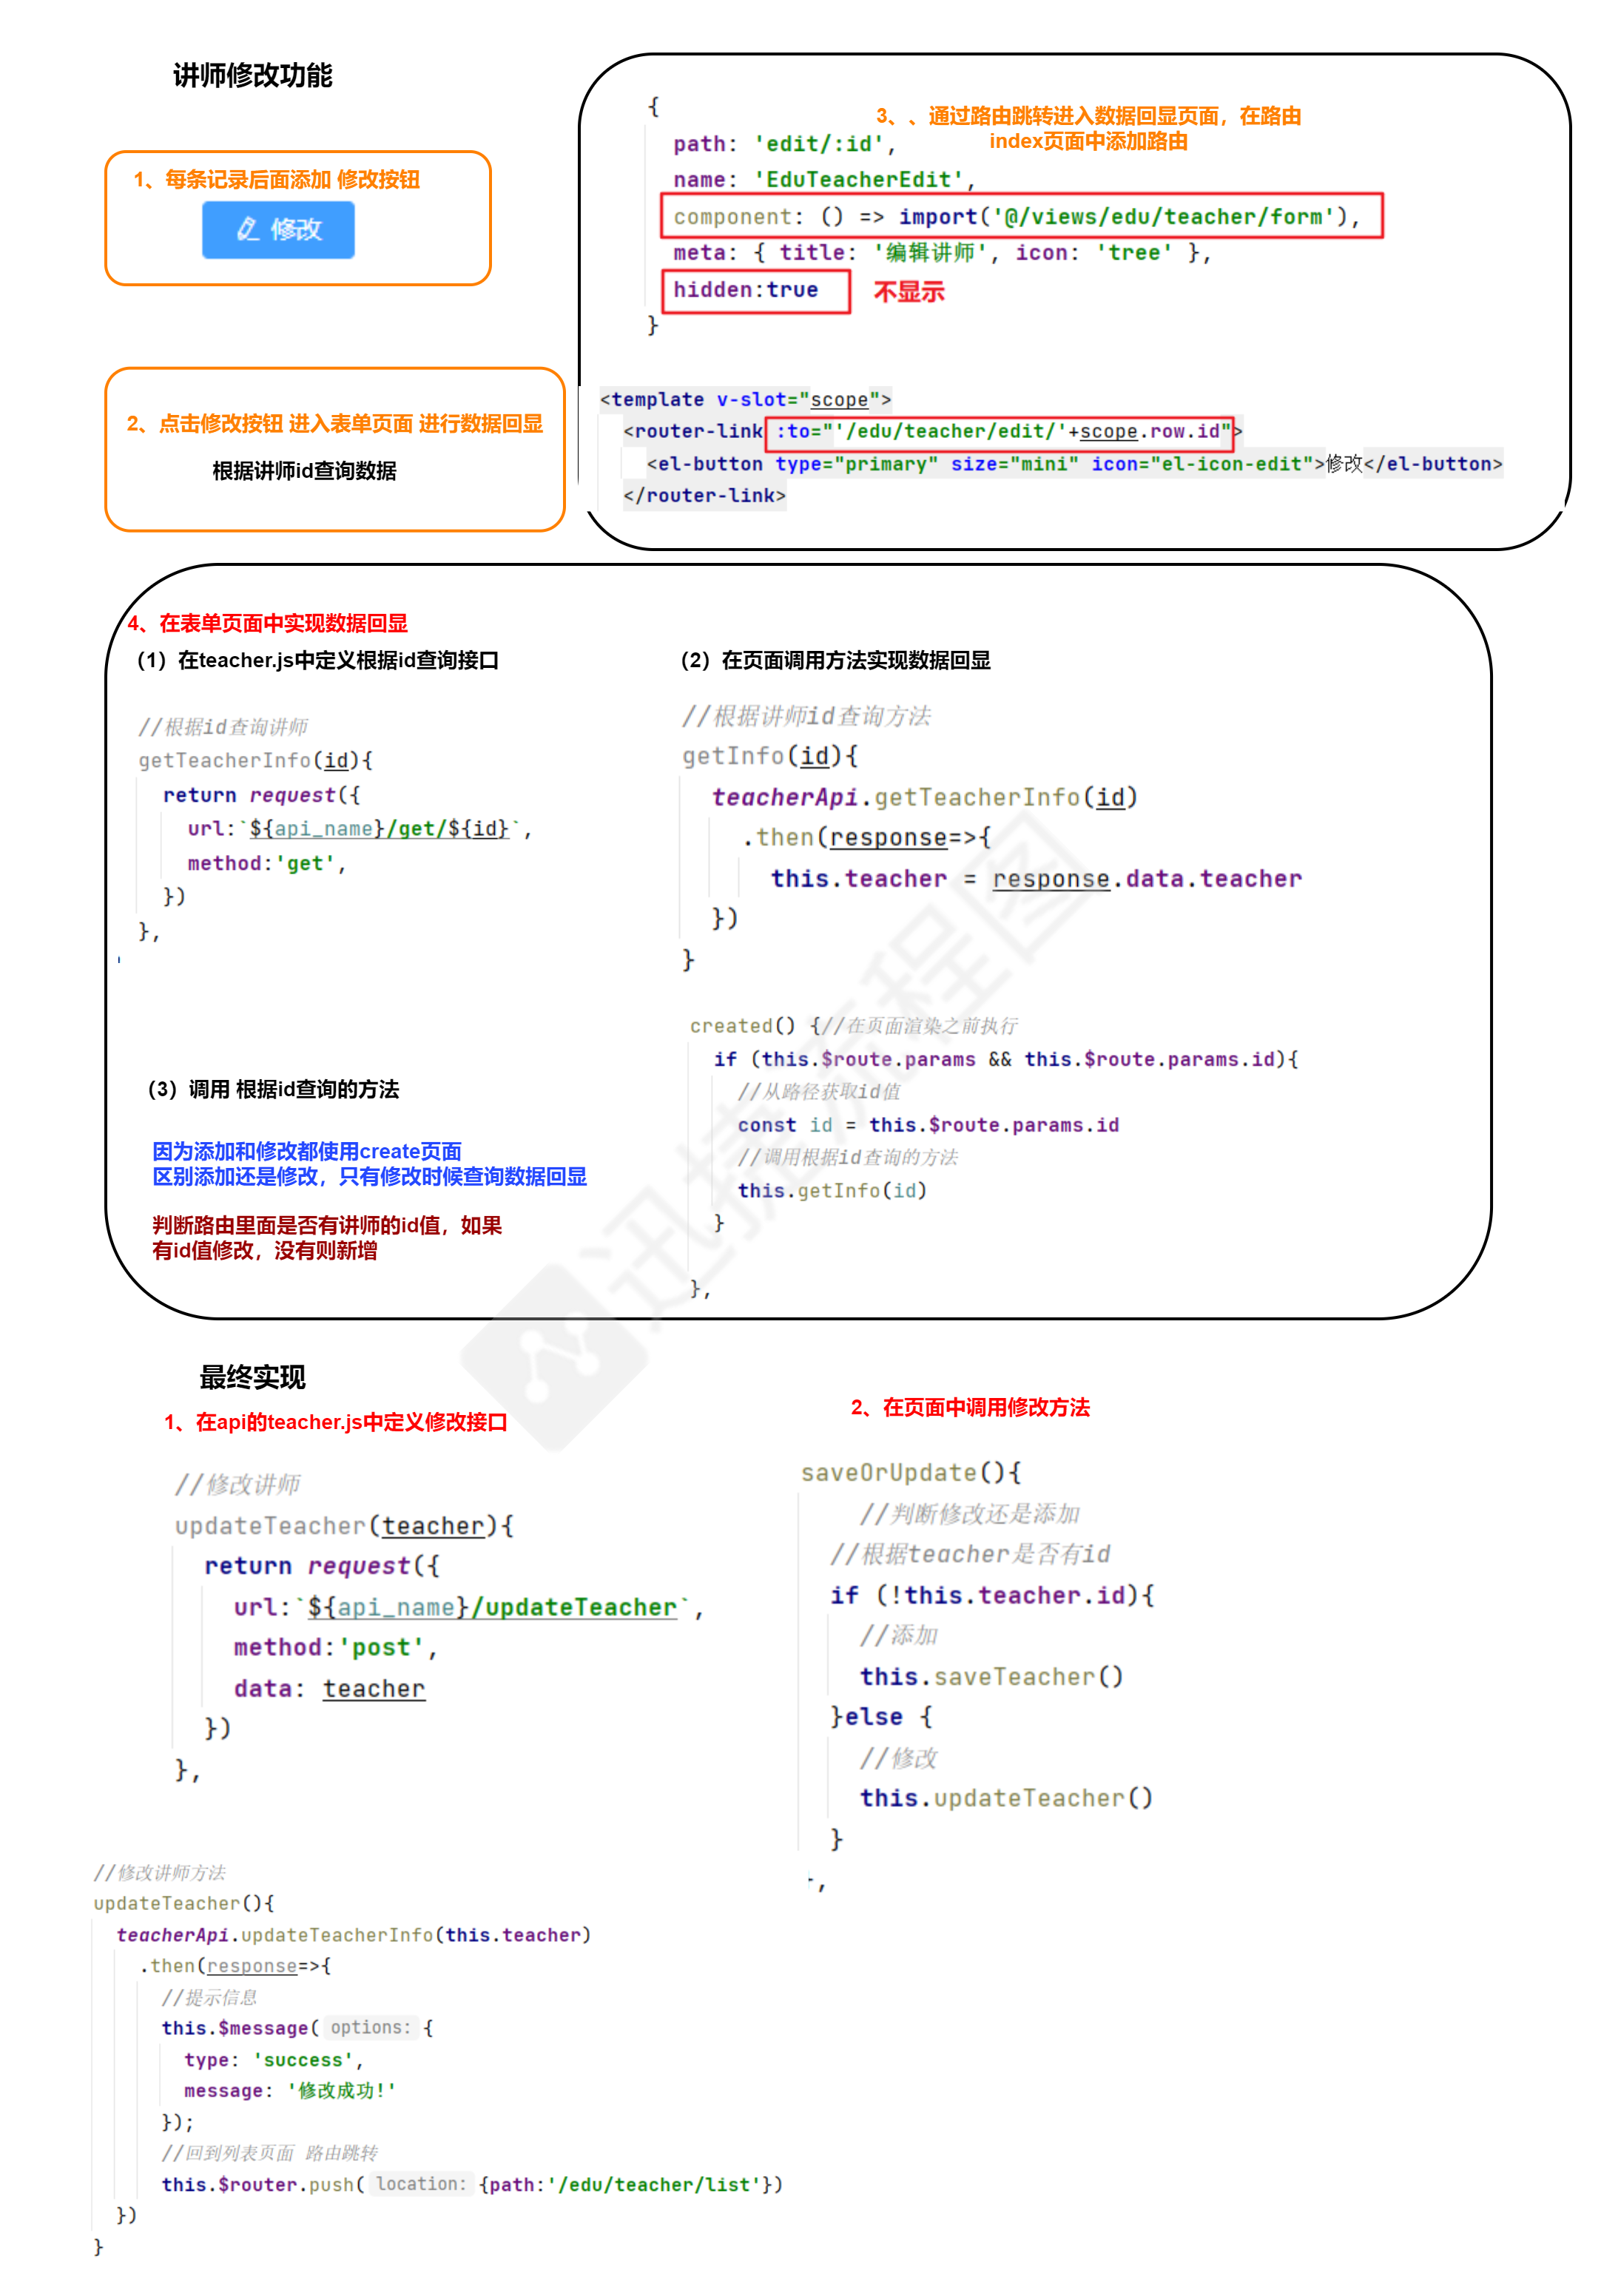 讲师修改功能
1、每条记录后面添加 修改按钮
修改
2、点击修改按钮 进入表单页面 进行数据回显
根据讲师id查询数据
{
3、、通过路由跳转进入数据回显页面，在路由
index页面中添加路由
path: 'edit/:id',
name: 'EduTeacherEdit',
component: () => import('@/views/edu/teacher/form'),
meta: { title: '编辑讲师', icon: 'tree' },
hidden:true
不显示
}
<template v-slot="scope">
<router-link :to="'/edu/teacher/edit/'+scope.row.id">
<el-button type="primary" size="mini" icon="el-icon-edit">修改</el-button>
</router-link>
4、在表单页面中实现数据回显
（1）在teacher.js中定义根据id查询接口
//根据id查询讲师
getTeacherInfo(id){
return request({
url:`${api_name}/get/${id}`,
method:'get',
})
},
（2）在页面调用方法实现数据回显
//根据讲师id查询方法
getInfo(id){
teacherApi.getTeacherInfo(id)
.then(response=>{
this.teacher = response.data.teacher
})
}
（3）调用 根据id查询的方法
因为添加和修改都使用create页面
区别添加还是修改，只有修改时候查询数据回显
判断路由里面是否有讲师的id值，如果
有id值修改，没有则新增
created() {//在页面渲染之前执行
if (this.$route.params && this.$route.params.id){
//从路径获取id值
const id = this.$route.params.id
//调用根据id查询的方法
this.getInfo(id)
}
},
迅捷流程图
最终实现
1、在api的teacher.js中定义修改接口
//修改讲师
updateTeacher(teacher){
return request({
url:`${api_name}/updateTeacher`,
method:'post',
data: teacher
})
},
2、在页面中调用修改方法
saveOrUpdate(){
//判断修改还是添加
//根据teacher是否有id
if (!this.teacher.id){
//添加
this.saveTeacher()
}else {
//修改
this.updateTeacher()
}
},
//修改讲师方法
updateTeacher(){
teacherApi.updateTeacherInfo(this.teacher)
.then(response=>{
//提示信息
this.$message( options: {
type: 'success',
message: '修改成功!'
});
//回到列表页面 路由跳转
this.$router.push( location: {path:'/edu/teacher/list'})
})
}